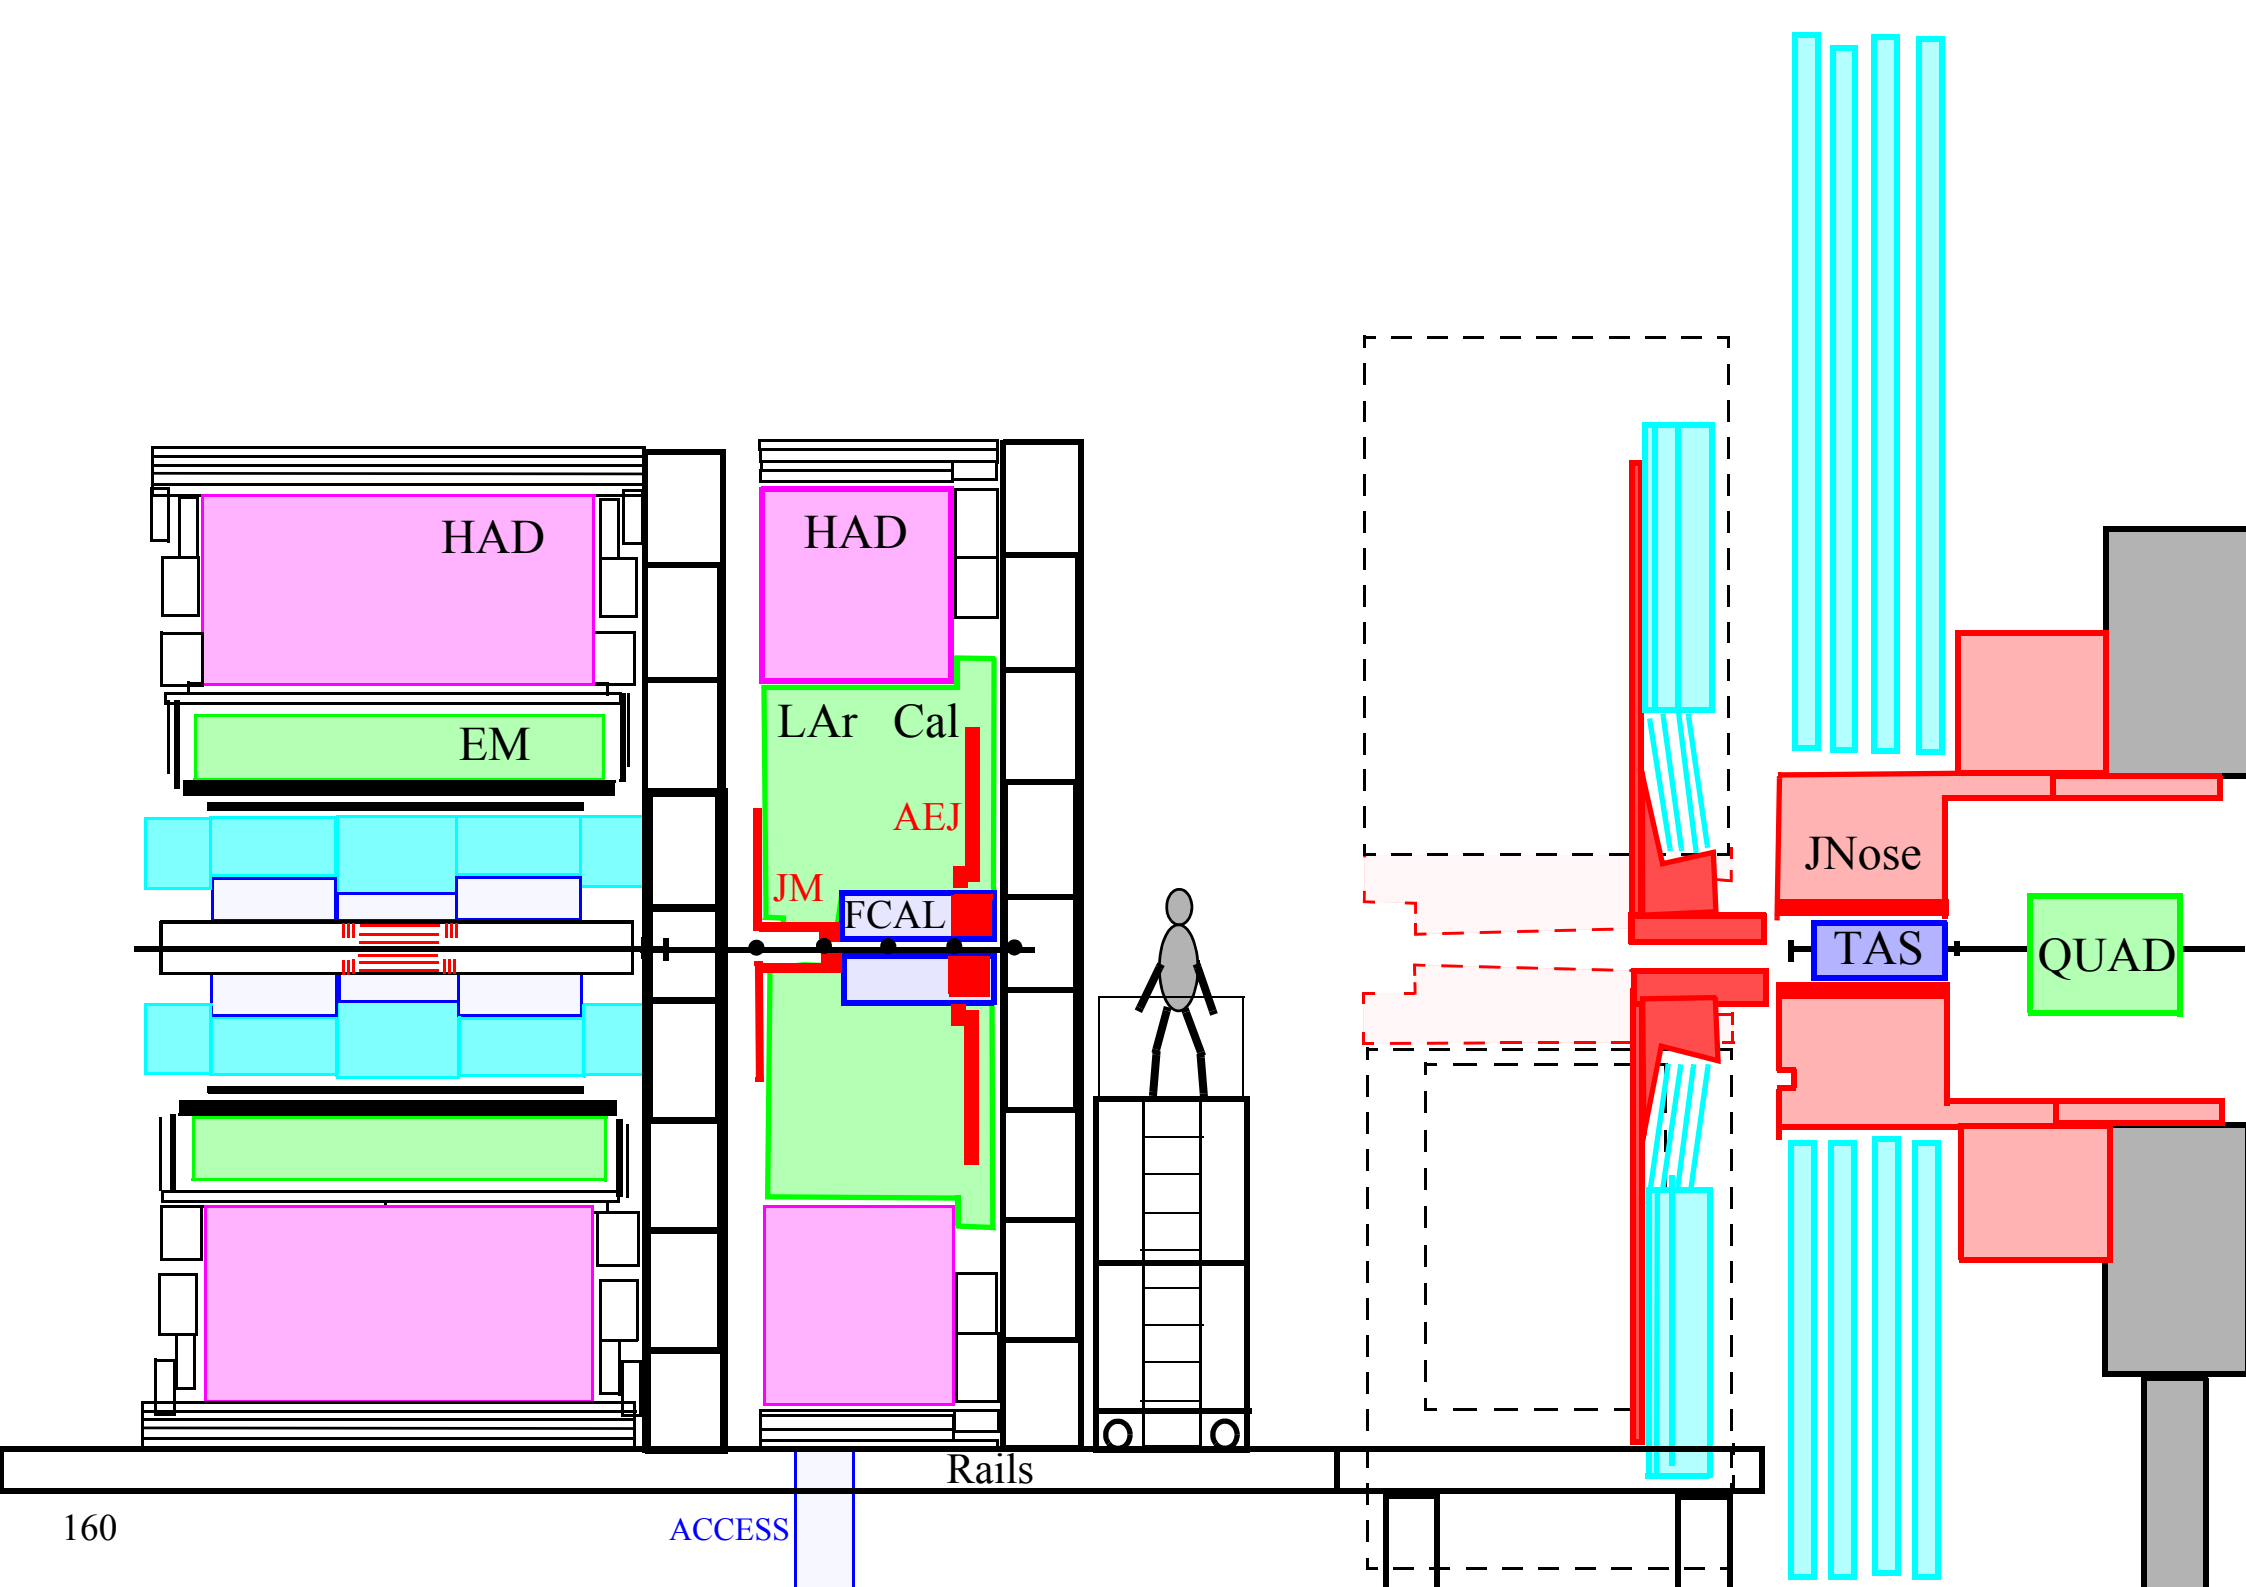 HAD
HAD
LAr Cal
EM
AEJ
JM
FCAL
JNose
TAS
QUAD
Rails
160
ACCESS